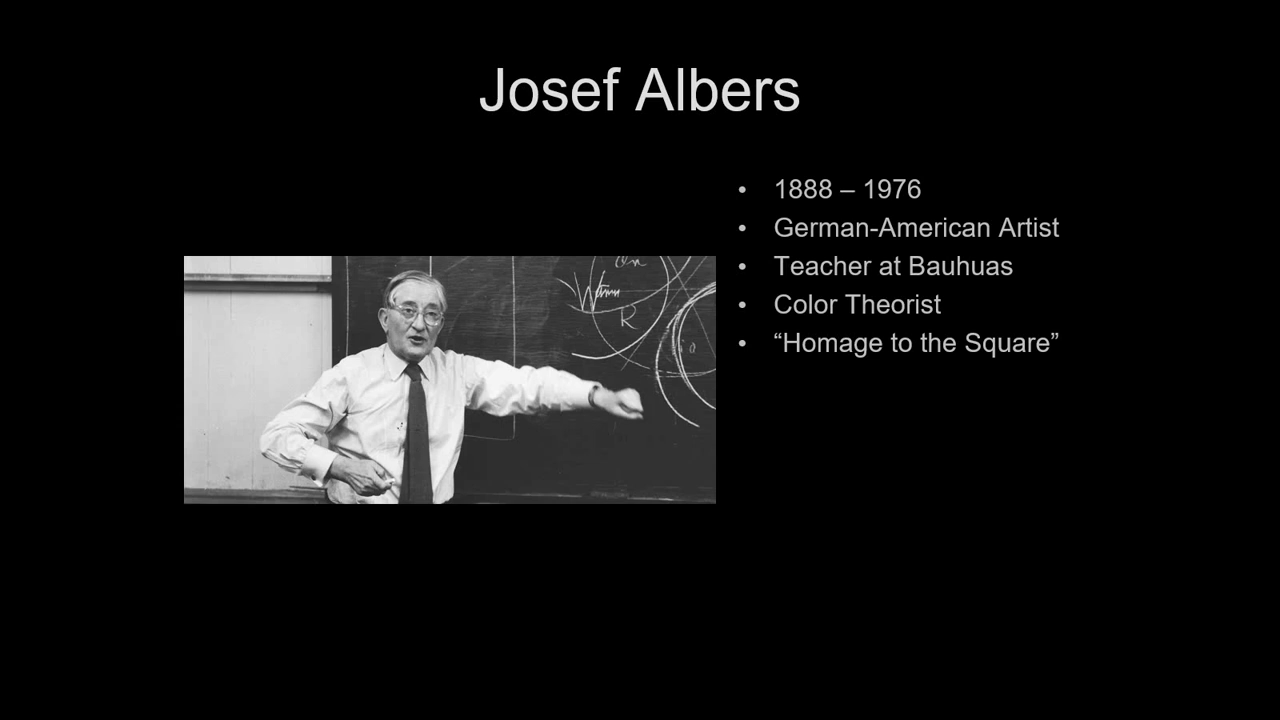 Josef Albers
• 1888 – 1976
• German-American Artist
• Teacher at Bauhuas
• Color Theorist
• “Homage to the Square”
R